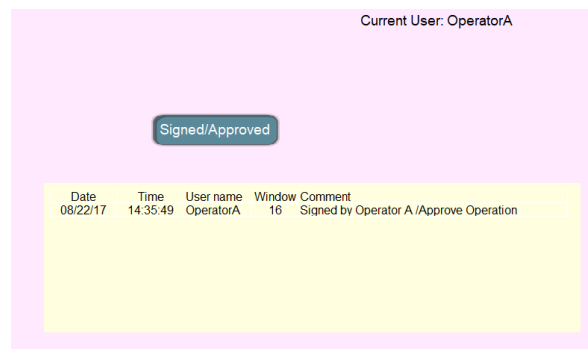 Current User: OperatorA
Signed/Approved
Date Time User name Window Comment
08/22/17 14:35:49 OperatorA 16 Signed by Operator A /Approve Operation